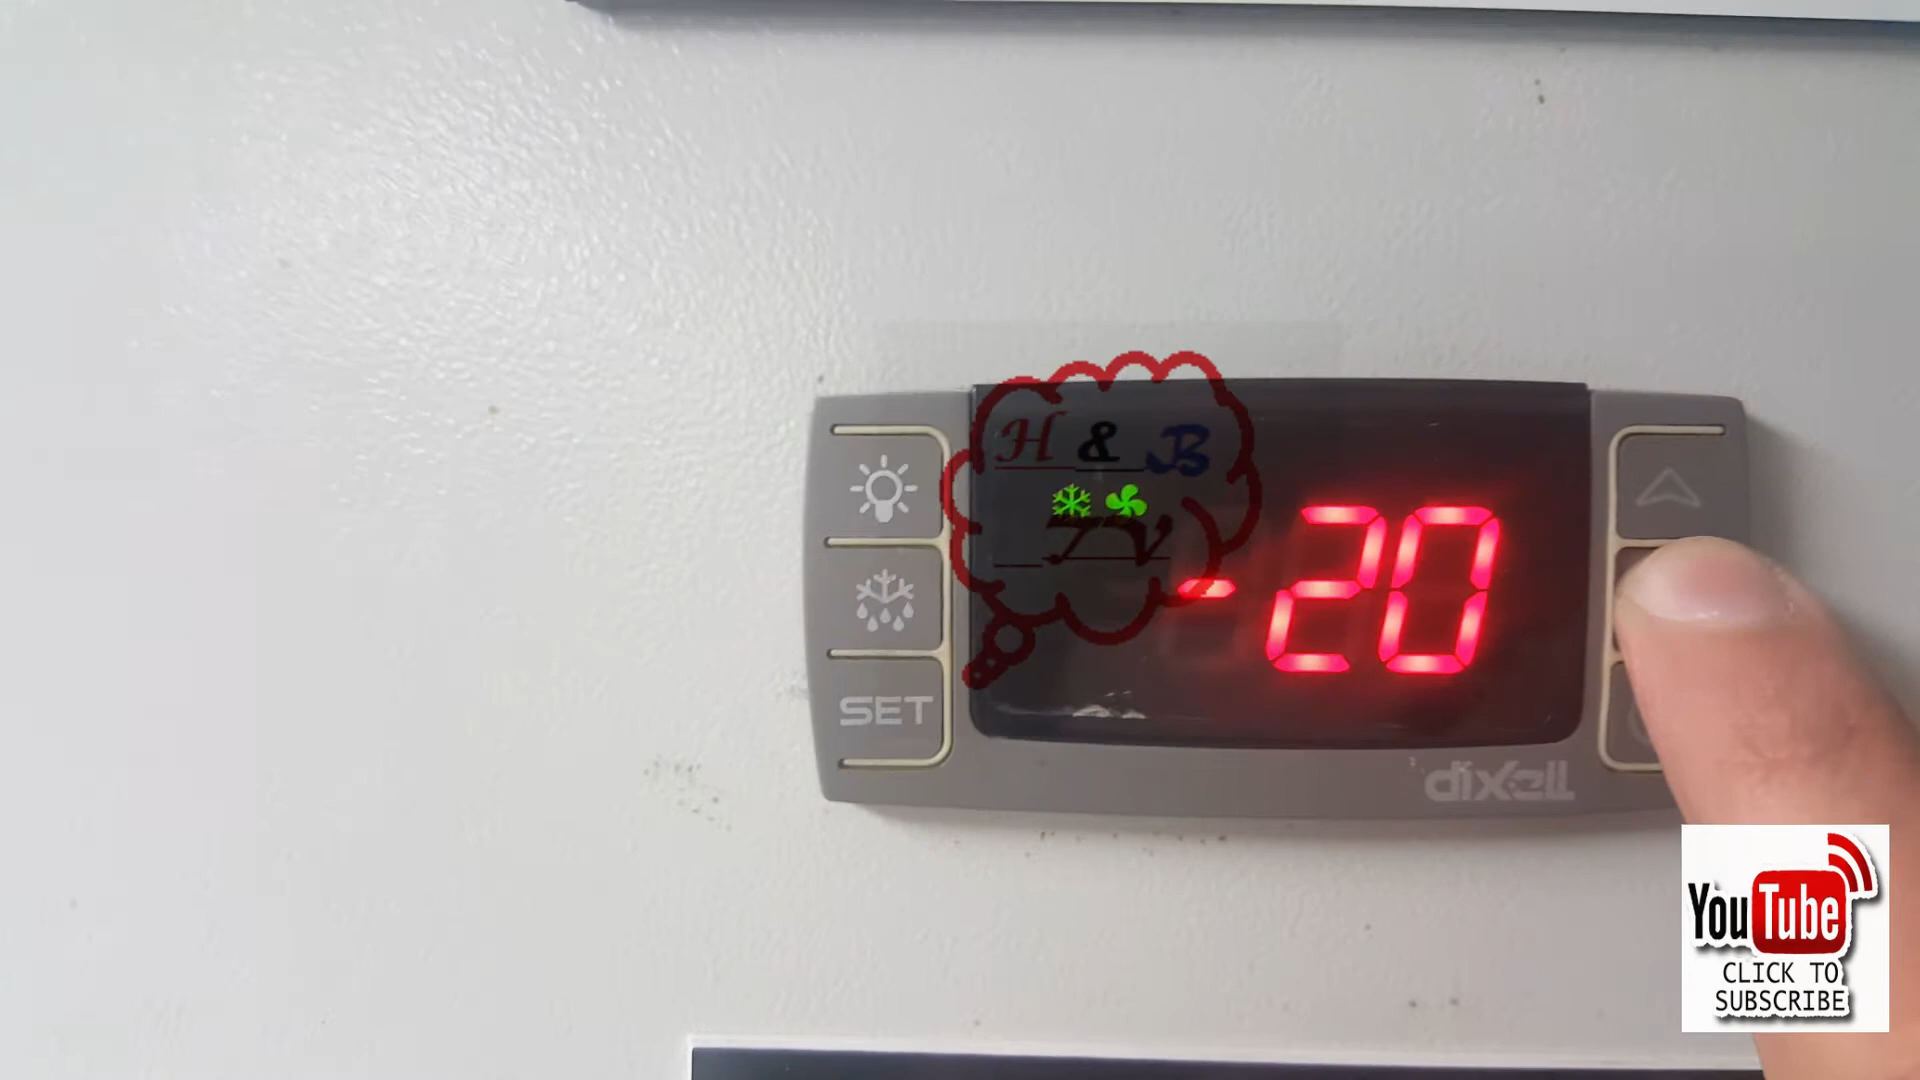 H & B
TV
-20
SET
dixell
YouTube
CLICK TO
SUBSCRIBE